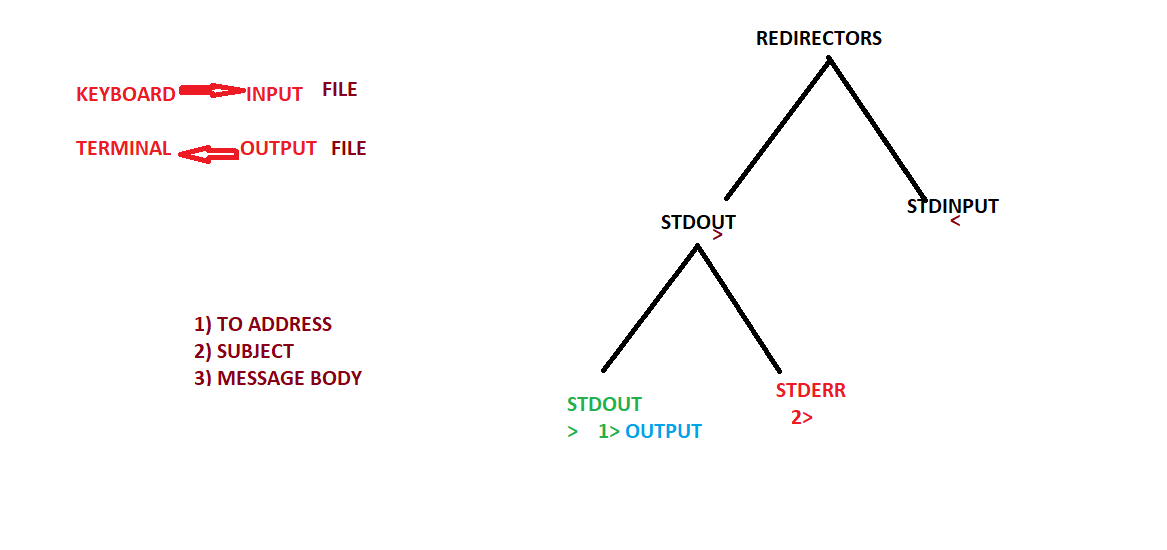 REDIRECTORS
KEYBOARD INPUT FILE
TERMINAL OUTPUT FILE
STDOUT
>
STDINPUT
<
1) TO ADDRESS
2) SUBJECT
3) MESSAGE BODY
STDOUT
> 1> OUTPUT
STDERR
2>